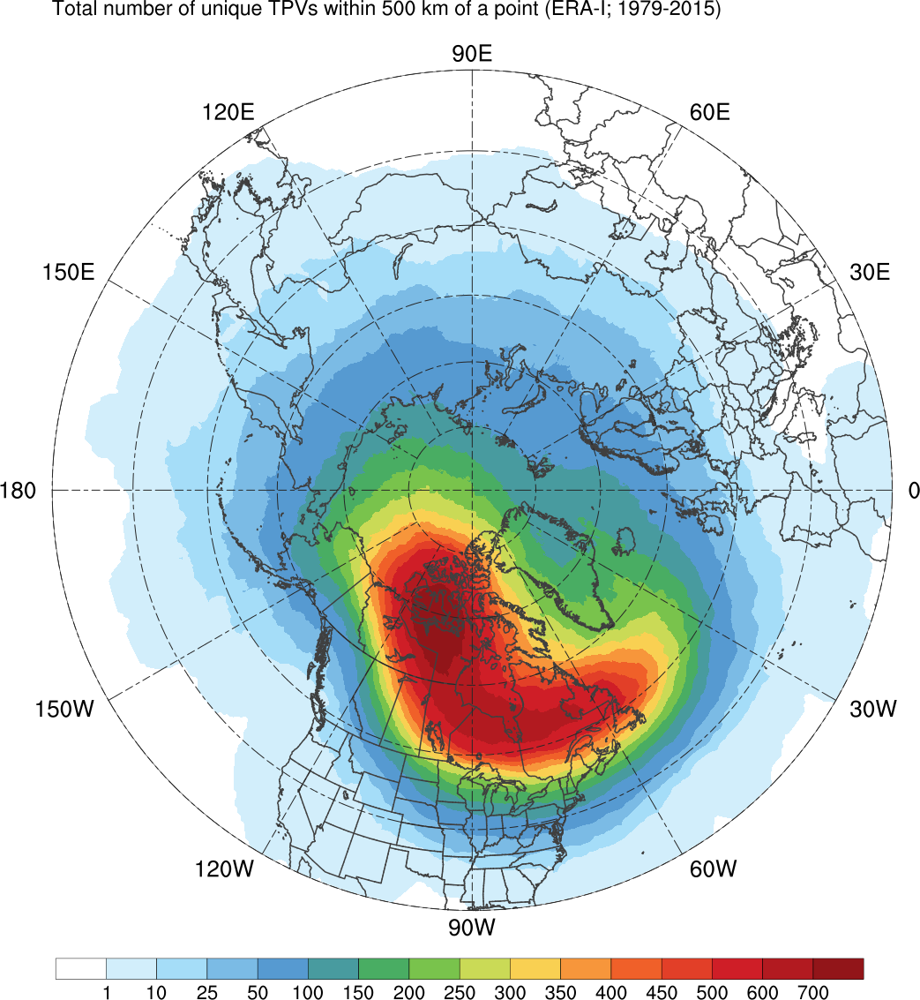 Total number of unique TPVs within 500 km of a point (ERA-I; 1979-2015)
90E
120E
60E
150E
30E
180
0
150W
30W
120W
60W
90W
1 10 25 50 100 150 200 250 300 350 400 450 500 600 700